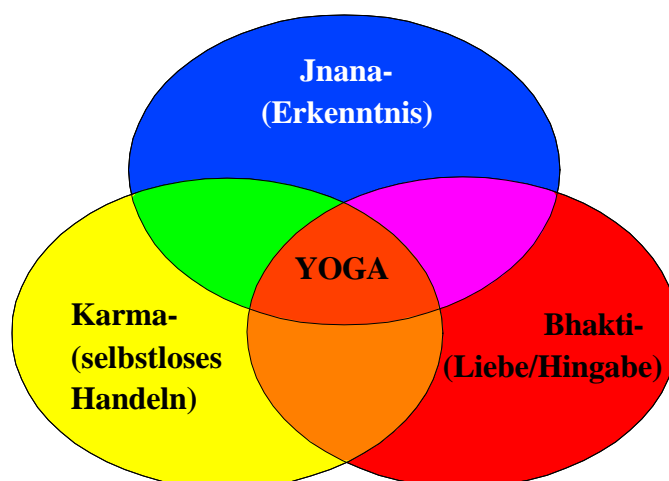 Jnana-
(Erkenntnis)
YOGA
Karma-
(selbstloses
Handeln)
Bhakti-
(Liebe/Hingabe)